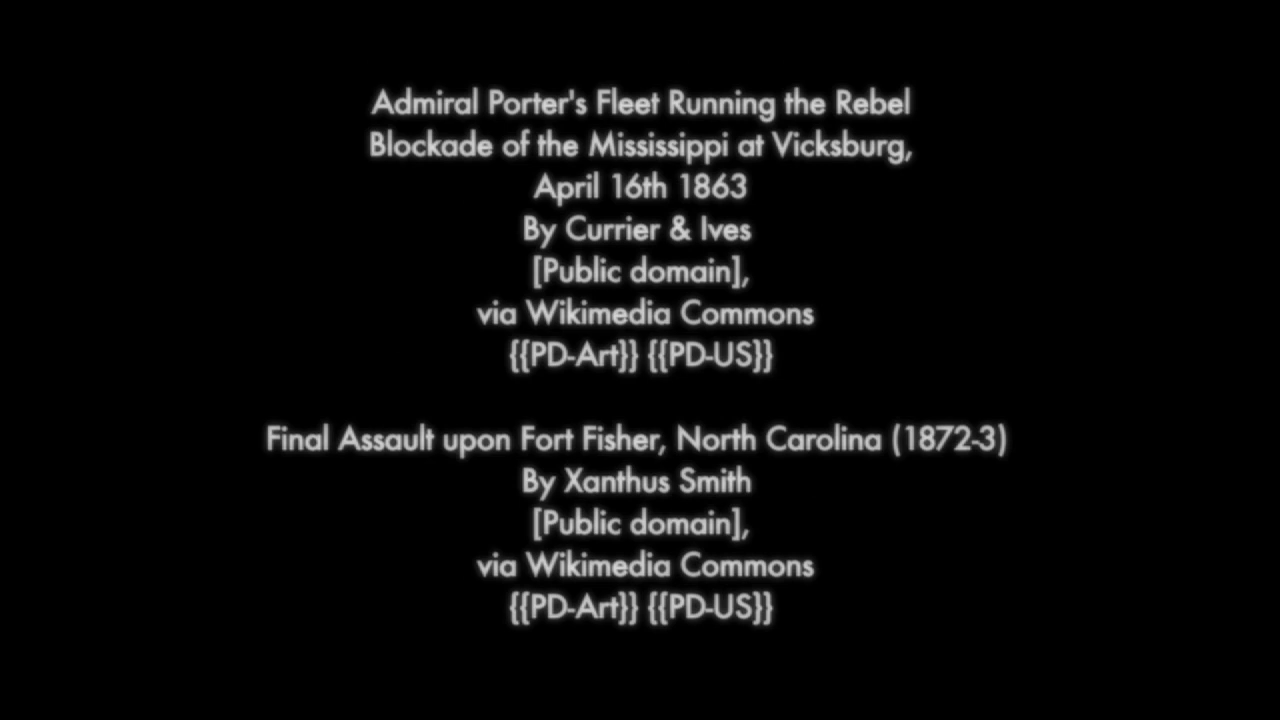 Admiral Porter's Fleet Running the Rebel
Blockade of the Mississippi at Vicksburg,
April 16th 1863
By Currier & Ives
[Public domain],
via Wikimedia Commons
{{PD-Art}} {{PD-US}}
Final Assault upon Fort Fisher, North Carolina (1872-3)
By Xanthus Smith
[Public domain],
via Wikimedia Commons
{{PD-Art}} {{PD-US}}